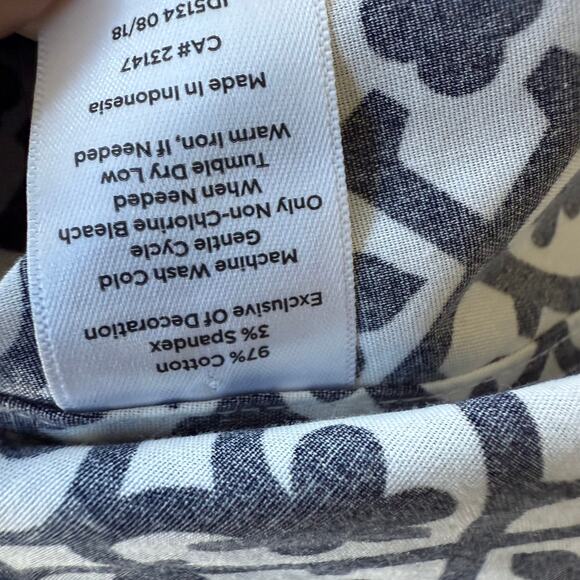 97% Cotton
3% Spandex
Exclusive Of Decoration
Machine Wash Cold
Gentle Cycle
Only Non-Chlorine Bleach
When Needed
Tumble Dry Low
Warm Iron, If Needed
Made In Indonesia
CA# 23147
ID5134 08/18